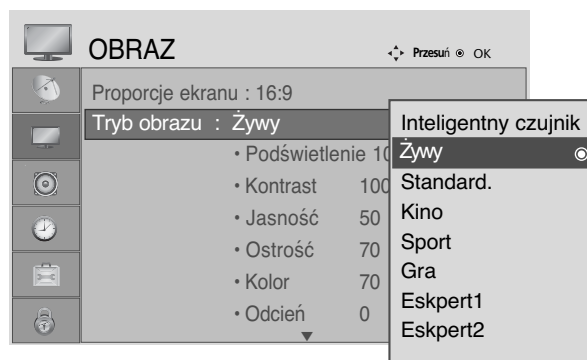 OBRAZ
Przesuń OK
Proporcje ekranu : 16:9
Tryb obrazu : Żywy
• Podświetlenie 10
• Kontrast 100
• Jasność 50
• Ostrość 70
• Kolor 70
• Odcień 0
Inteligentny czujnik
Żywy
Standard.
Kino
Sport
Gra
Eskpert1
Eskpert2